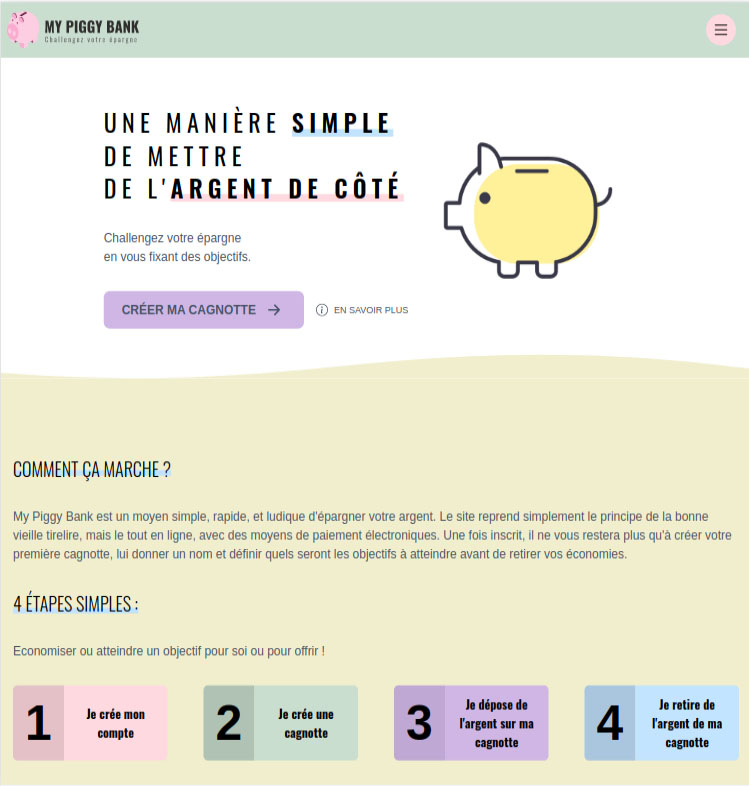 MY PIGGY BANK
Challengez votre épargne
UNE MANIÈRE SIMPLE
DE METTRE
DE L'ARGENT DE CÔTÉ
Challengez votre épargne
en vous fixant des objectifs.
CRÉER MA CAGNOTTE
EN SAVOIR PLUS
COMMENT ÇA MARCHE ?
My Piggy Bank est un moyen simple, rapide, et ludique d'épargner votre argent. Le site reprend simplement le principe de la bonne
vieille tirelire, mais le tout en ligne, avec des moyens de paiement électroniques. Une fois inscrit, il ne vous restera plus qu'à créer votre
première cagnotte, lui donner un nom et définir quels seront les objectifs à atteindre avant de retirer vos économies.
4 ÉTAPES SIMPLES :
Economiser ou atteindre un objectif pour soi ou pour offrir !
1
Je crée mon
compte
2
Je crée une
cagnotte
3
Je dépose de
l'argent sur ma
cagnotte
4
Je retire de
l'argent de ma
cagnotte